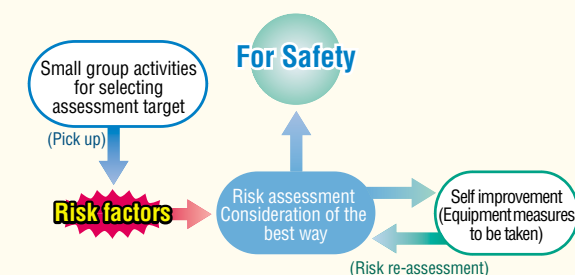 For Safety
Small group activities
for selecting
assessment target
(Pick up)
Risk factors
Risk assessment
Consideration of the
best way
Self improvement
(Equipment measures
to be taken)
(Risk re-assessment)